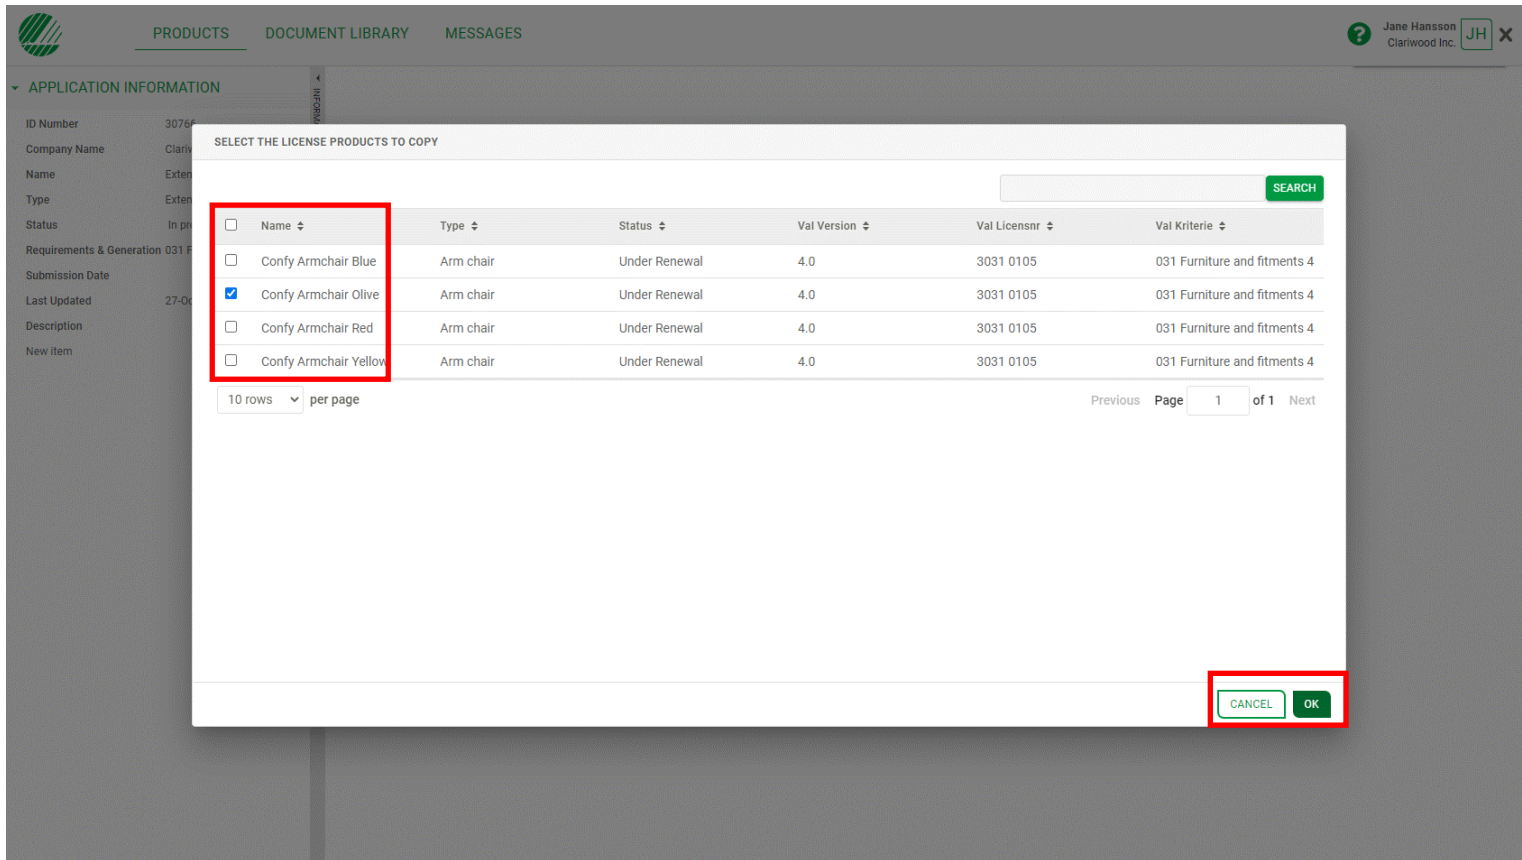 PRODUCTS DOCUMENT LIBRARY MESSAGES
Jane Hansson
Clariwood Inc.
JH
APPLICATION INFORMATION
ID Number 30766
Company Name
Name
Type
Status
Requirements & Generation 031
Submission Date
Last Updated
Description
New item
SELECT THE LICENSE PRODUCTS TO COPY
SEARCH
Name Type Status Val Version Val Licensnr Val Kriterie
Confy Armchair Blue Arm chair Under Renewal 4.0 3031 0105 031 Furniture and fitments 4
Confy Armchair Olive Arm chair Under Renewal 4.0 3031 0105 031 Furniture and fitments 4
Confy Armchair Red Arm chair Under Renewal 4.0 3031 0105 031 Furniture and fitments 4
Confy Armchair Yellow Arm chair Under Renewal 4.0 3031 0105 031 Furniture and fitments 4
10 rows per page
Previous Page 1 of 1 Next
CANCEL OK